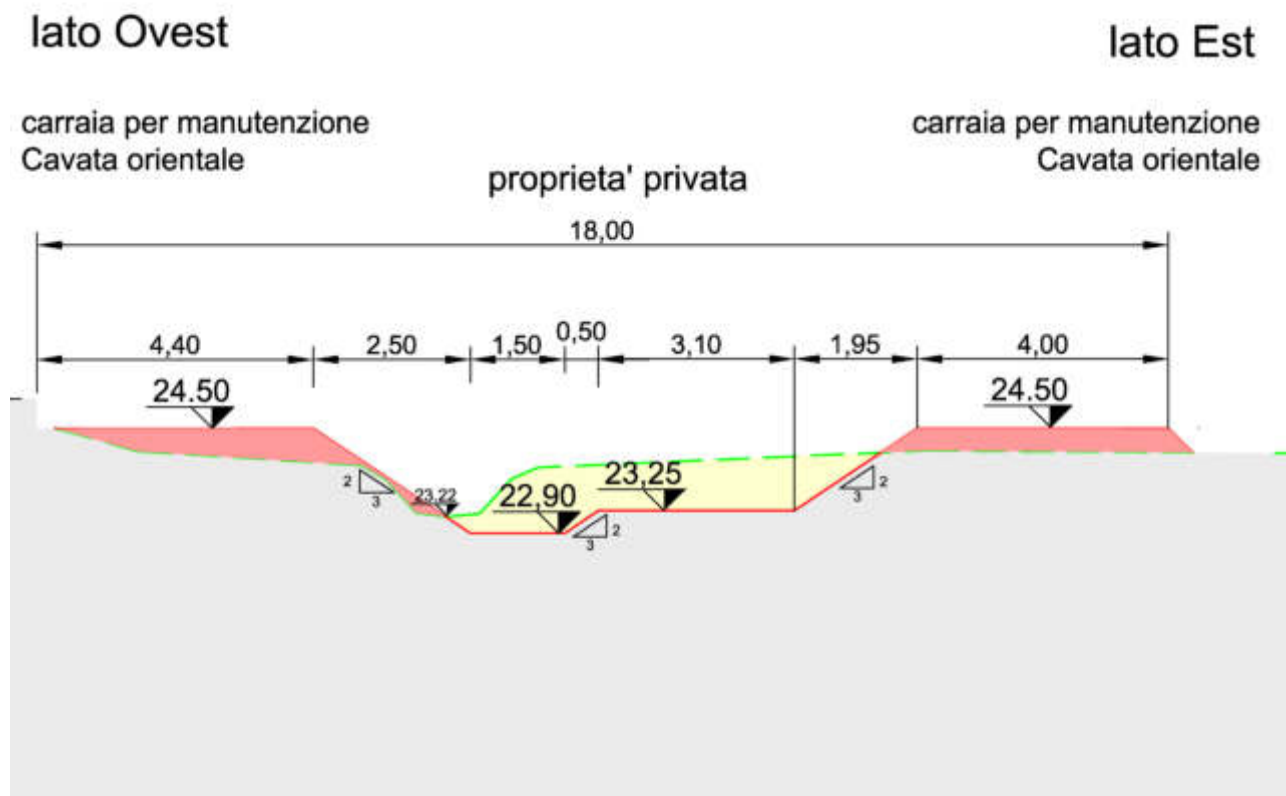 lato Ovest
lato Est
carraia per manutenzione
Cavata orientale
carraia per manutenzione
Cavata orientale
proprieta' privata
18,00
4,40
2,50
1,50
0,50
3,10
1,95
4,00
24.50
24.50
23,22
22,90
23,25
2
3
3
2
3
2